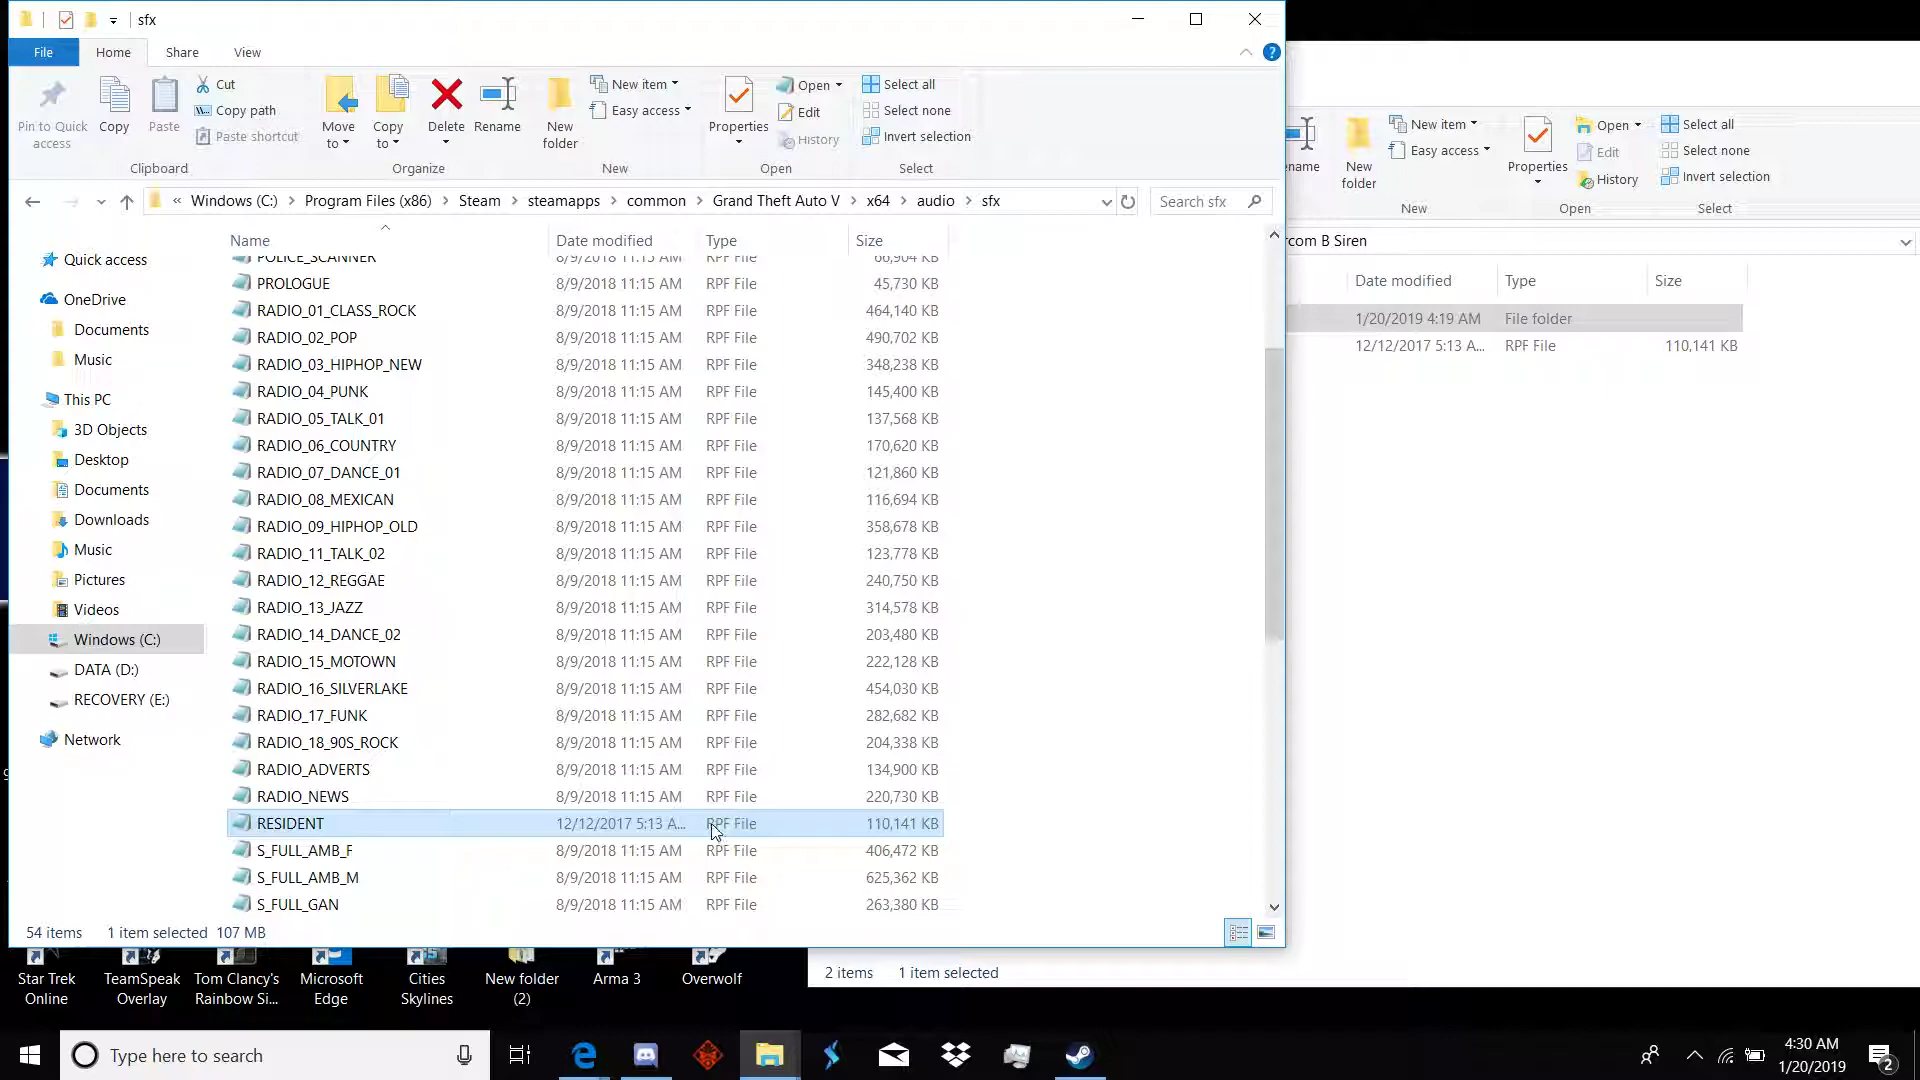 sfx
File Home Share View
Pin to Quick access
Copy
Paste
Cut
Copy path
Paste shortcut
Move to
Copy to
Delete
Rename
New folder
New item
Easy access
Properties
Open
Edit
History
Select all
Select none
Invert selection
Clipboard Organize New Open Select
« Windows (C:) > Program Files (x86) > Steam > steamapps > common > Grand Theft Auto V > x64 > audio > sfx
Search sfx
Name Date modified Type Size
POLICE_SCANNER 8/9/2018 11:15 AM RPF File 66,904 KB
PROLOGUE 8/9/2018 11:15 AM RPF File 45,730 KB
RADIO_01_CLASS_ROCK 8/9/2018 11:15 AM RPF File 464,140 KB
RADIO_02_POP 8/9/2018 11:15 AM RPF File 490,702 KB
RADIO_03_HIPHOP_NEW 8/9/2018 11:15 AM RPF File 348,238 KB
RADIO_04_PUNK 8/9/2018 11:15 AM RPF File 145,400 KB
RADIO_05_TALK_01 8/9/2018 11:15 AM RPF File 137,568 KB
RADIO_06_COUNTRY 8/9/2018 11:15 AM RPF File 170,620 KB
RADIO_07_DANCE_01 8/9/2018 11:15 AM RPF File 121,860 KB
RADIO_08_MEXICAN 8/9/2018 11:15 AM RPF File 116,694 KB
RADIO_09_HIPHOP_OLD 8/9/2018 11:15 AM RPF File 358,678 KB
RADIO_11_TALK_02 8/9/2018 11:15 AM RPF File 123,778 KB
RADIO_12_REGGAE 8/9/2018 11:15 AM RPF File 240,750 KB
RADIO_13_JAZZ 8/9/2018 11:15 AM RPF File 314,578 KB
RADIO_14_DANCE_02 8/9/2018 11:15 AM RPF File 203,480 KB
RADIO_15_MOTOWN 8/9/2018 11:15 AM RPF File 222,128 KB
RADIO_16_SILVERLAKE 8/9/2018 11:15 AM RPF File 454,030 KB
RADIO_17_FUNK 8/9/2018 11:15 AM RPF File 282,682 KB
RADIO_18_90S_ROCK 8/9/2018 11:15 AM RPF File 204,338 KB
RADIO_ADVERTS 8/9/2018 11:15 AM RPF File 134,900 KB
RADIO_NEWS 8/9/2018 11:15 AM RPF File 220,730 KB
RESIDENT 12/12/2017 5:13 A... RPF File 110,141 KB
S_FULL_AMB_F 8/9/2018 11:15 AM RPF File 406,472 KB
S_FULL_AMB_M 8/9/2018 11:15 AM RPF File 625,362 KB
S_FULL_GAN 8/9/2018 11:15 AM RPF File 263,380 KB
Quick access
OneDrive
Documents
Music
This PC
3D Objects
Desktop
Documents
Downloads
Music
Pictures
Videos
Windows (C:)
DATA (D:)
RECOVERY (E:)
Network
54 items 1 item selected 107 MB
name
New folder
New item
Easy access
Properties
Open
Edit
History
Select all
Select none
Invert selection
New Open Select
com B Siren
Date modified Type Size
1/20/2019 4:19 AM File folder
12/12/2017 5:13 A... RPF File 110,141 KB
2 items 1 item selected
Star Trek Online
TeamSpeak Overlay
Tom Clancy's Rainbow Si...
Microsoft Edge
Cities Skylines
New folder (2)
Arma 3
Overwolf
Type here to search
4:30 AM
1/20/2019
2